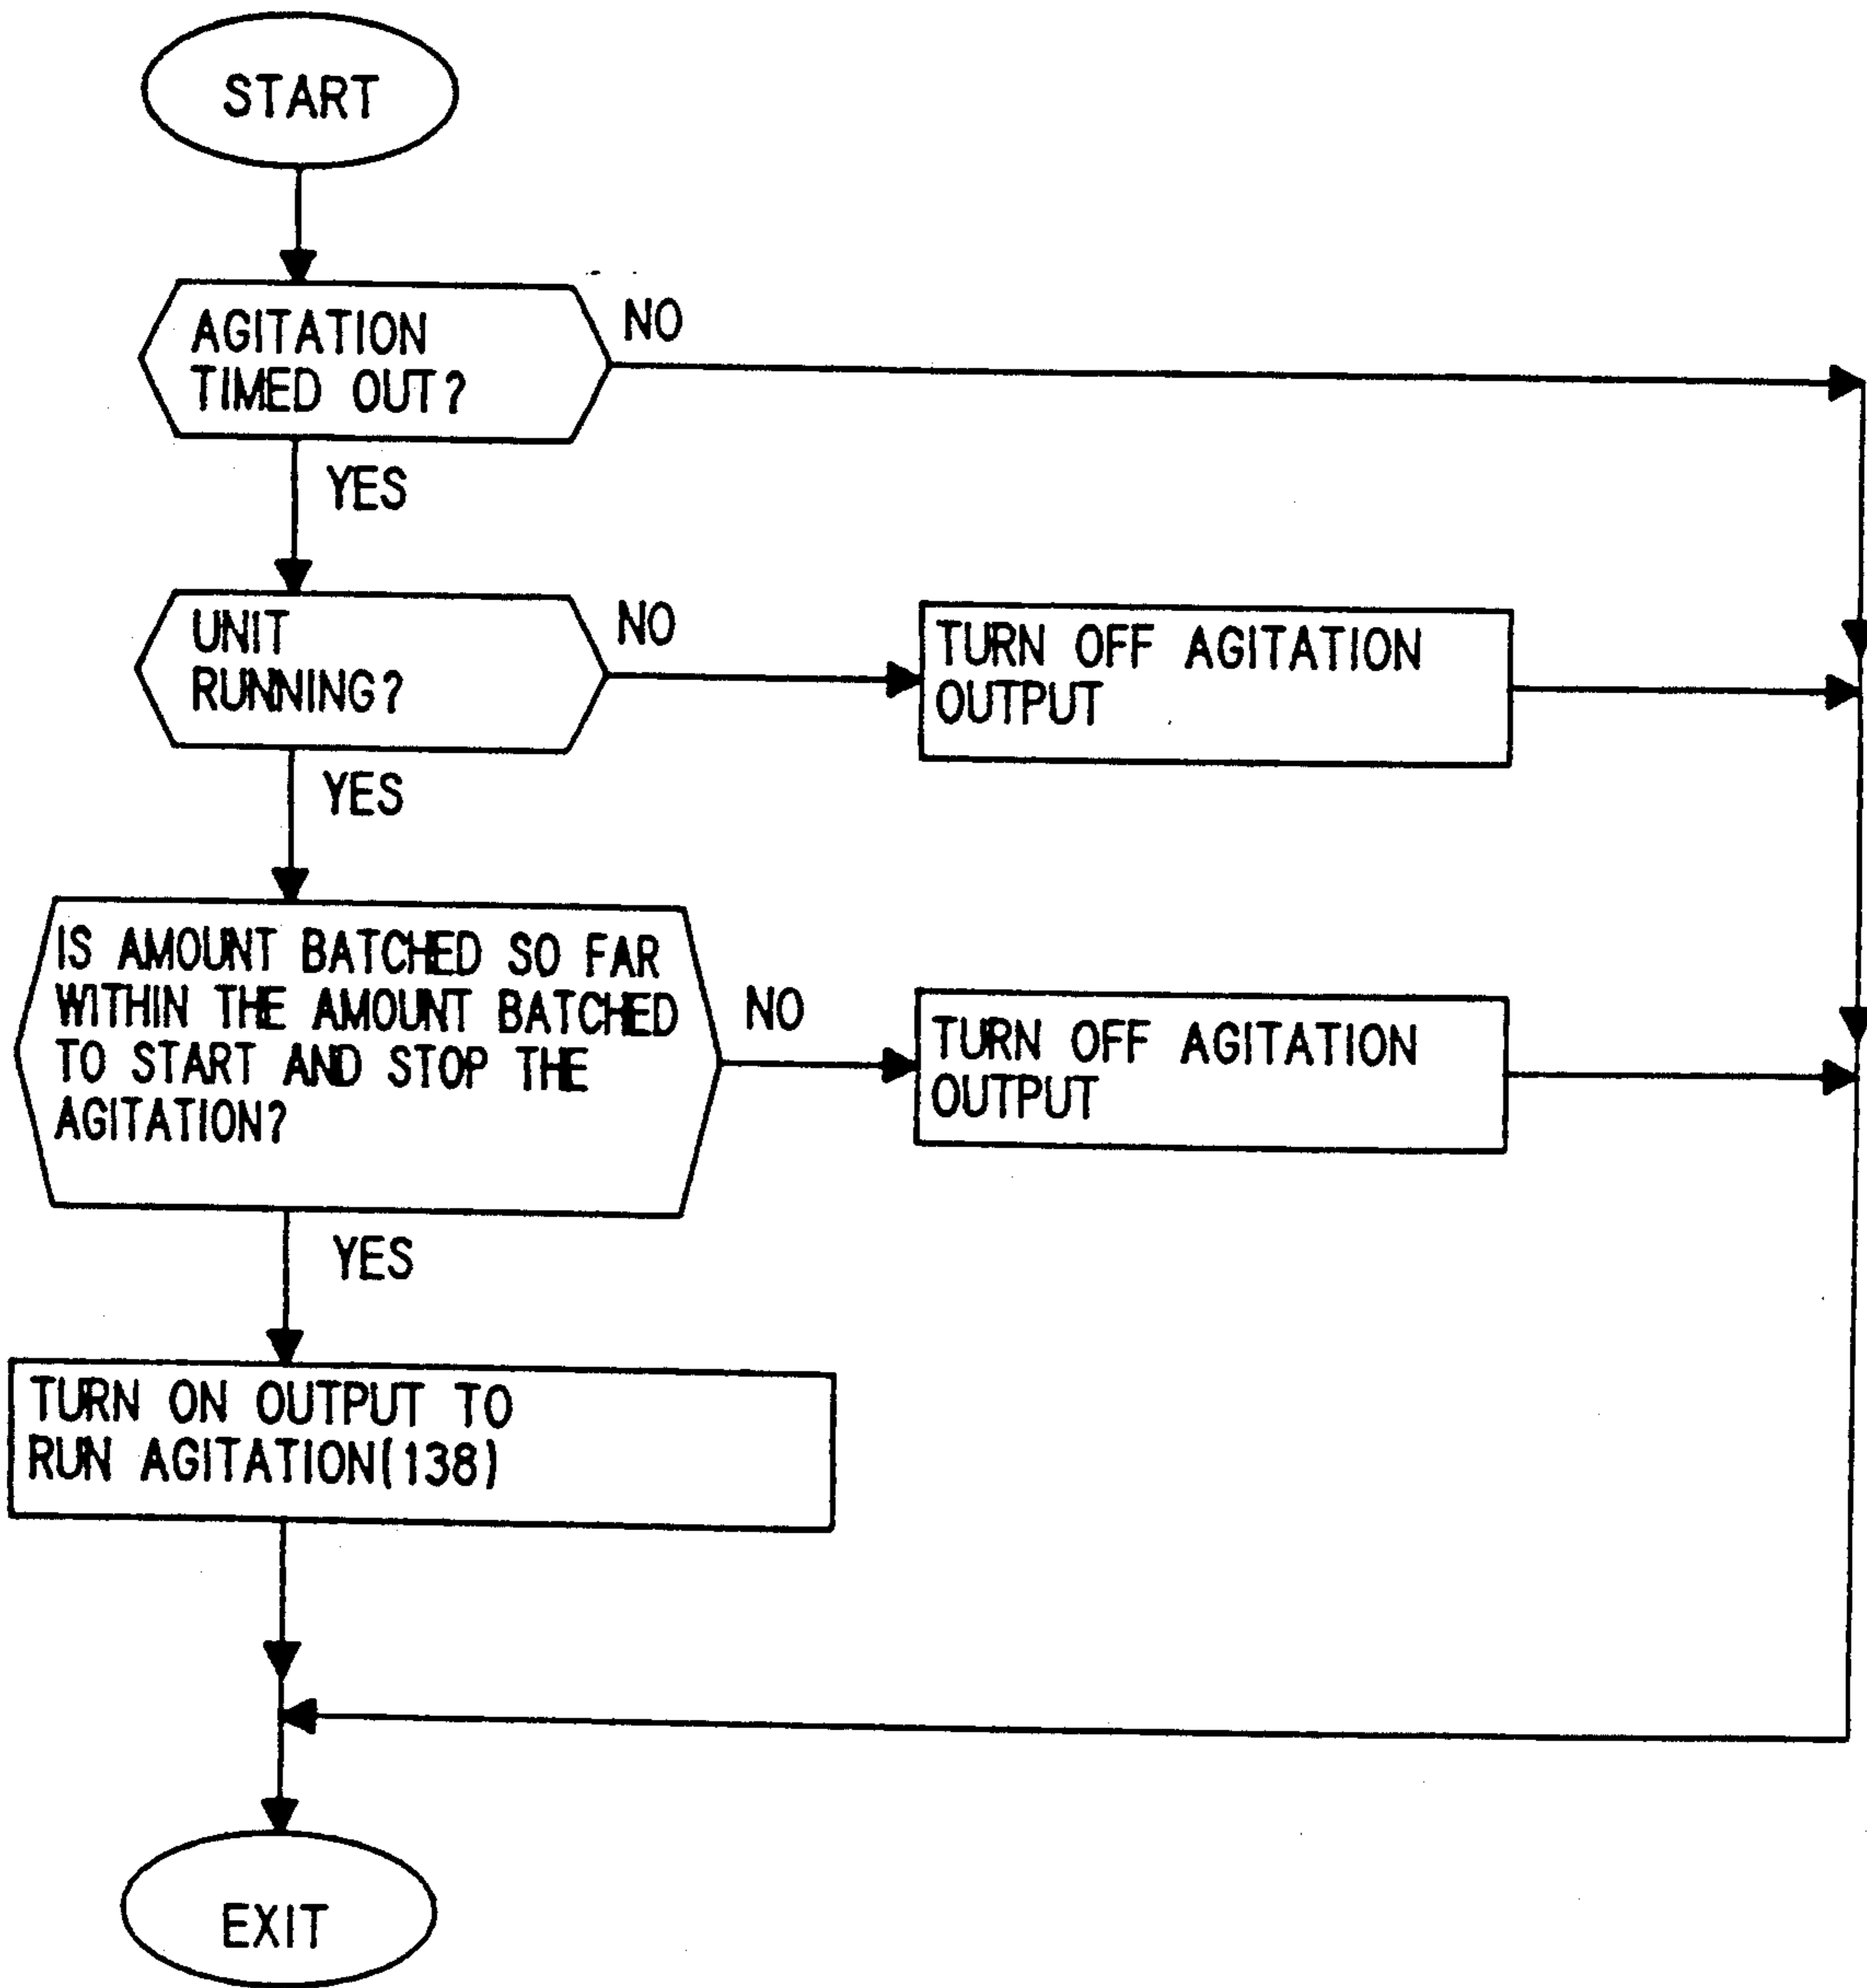 START
AGITATION
TIMED OUT?
NO
YES
UNIT
RUNNING?
NO
TURN OFF AGITATION
OUTPUT
YES
IS AMOUNT BATCHED SO FAR
WITHIN THE AMOUNT BATCHED
TO START AND STOP THE
AGITATION?
NO
TURN OFF AGITATION
OUTPUT
YES
TURN ON OUTPUT TO
RUN AGITATION(138)
EXIT